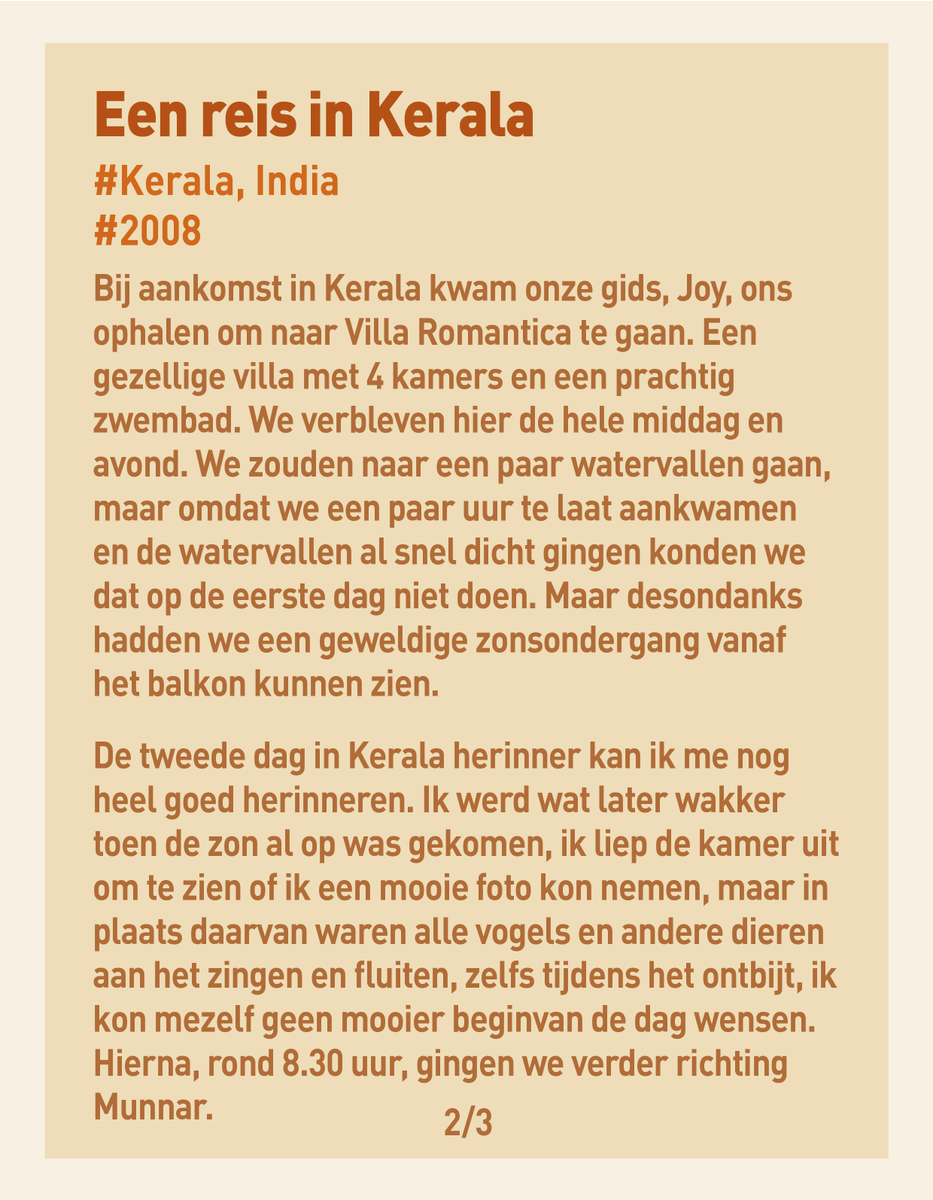 Een reis in Kerala
#Kerala, India
#2008
Bij aankomst in Kerala kwam onze gids, Joy, ons
ophalen om naar Villa Romantica te gaan. Een
gezellige villa met 4 kamers en een prachtig
zwembad. We verbleven hier de hele middag en
avond. We zouden naar een paar watervallen gaan,
maar omdat we een paar uur te laat aankwamen
en de watervallen al snel dicht gingen konden we
dat op de eerste dag niet doen. Maar desondanks
hadden we een geweldige zonsondergang vanaf
het balkon kunnen zien.
De tweede dag in Kerala herinner kan ik me nog
heel goed herinneren. Ik werd wat later wakker
toen de zon al op was gekomen, ik liep de kamer uit
om te zien of ik een mooie foto kon nemen, maar in
plaats daarvan waren alle vogels en andere dieren
aan het zingen en fluiten, zelfs tijdens het ontbijt, ik
kon mezelf geen mooier beginvan de dag wensen.
Hierna, rond 8.30 uur, gingen we verder richting
Munnar.
2/3